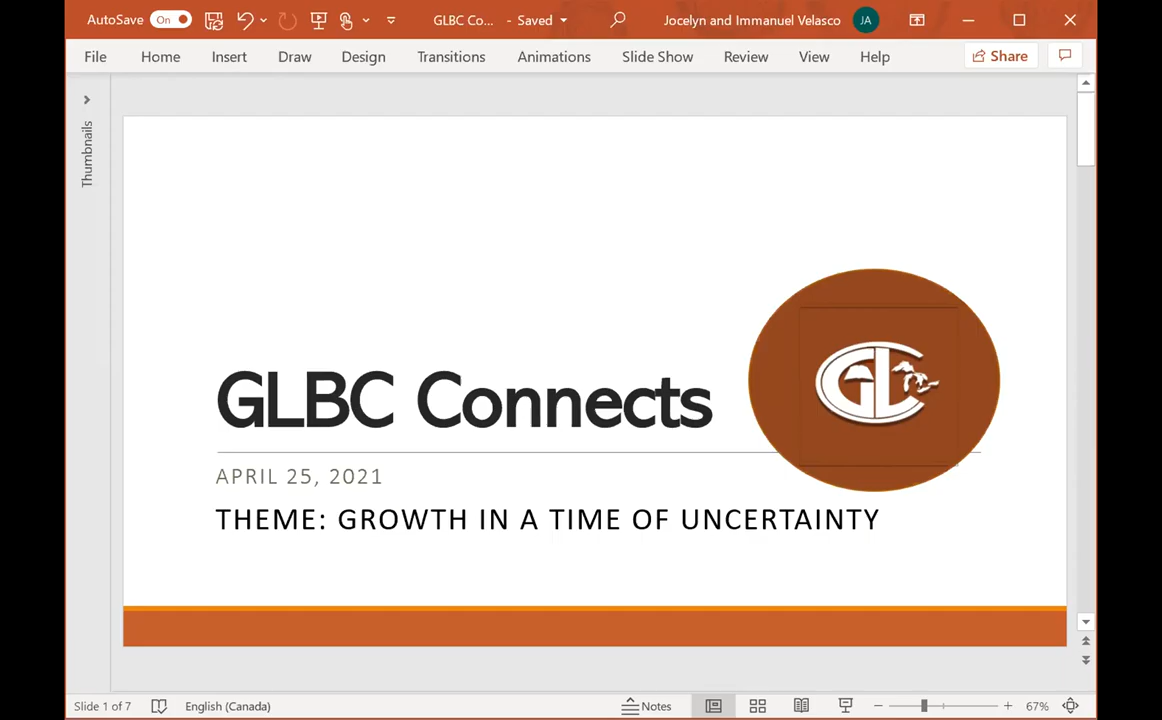 AutoSave On GLBC Co... - Saved Jocelyn and Immanuel Velasco JA
File Home Insert Draw Design Transitions Animations Slide Show Review View Help Share
Thumbnails
GLBC Connects
GL
APRIL 25, 2021
THEME: GROWTH IN A TIME OF UNCERTAINTY
Slide 1 of 7 English (Canada) Notes 67%